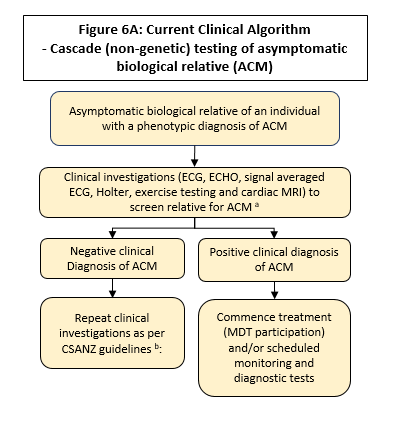 Figure 6A: Current Clinical Algorithm
- Cascade (non-genetic) testing of asymptomatic
biological relative (ACM)
Asymptomatic biological relative of an individual
with a phenotypic diagnosis of ACM
Clinical investigations (ECG, ECHO, signal averaged
ECG, Holter, exercise testing and cardiac MRI) to
screen relative for ACM a
Negative clinical
Diagnosis of ACM
Positive clinical diagnosis
of ACM
Repeat clinical
investigations as per
CSANZ guidelines b:
Commence treatment
(MDT participation)
and/or scheduled
monitoring and
diagnostic tests